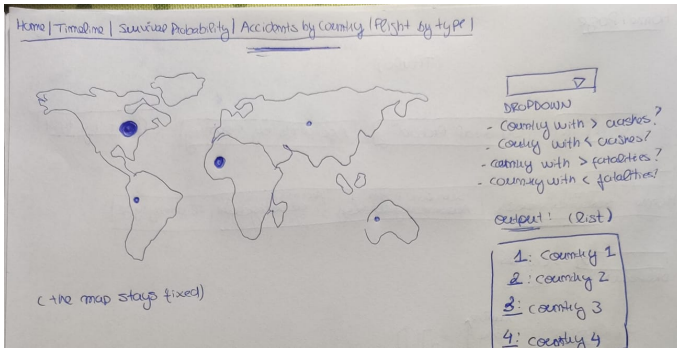 Home | Timeline | Survival Probability | Accidents by Country | Flight by type |
DROPDOWN
- Country with > crashes?
- Country with < crashes?
- country with > fatalities?
- country with < fatalities?
output: (list)
1: Country 1
2: Country 2
3: Country 3
4: Country 4
(the map stays fixed)